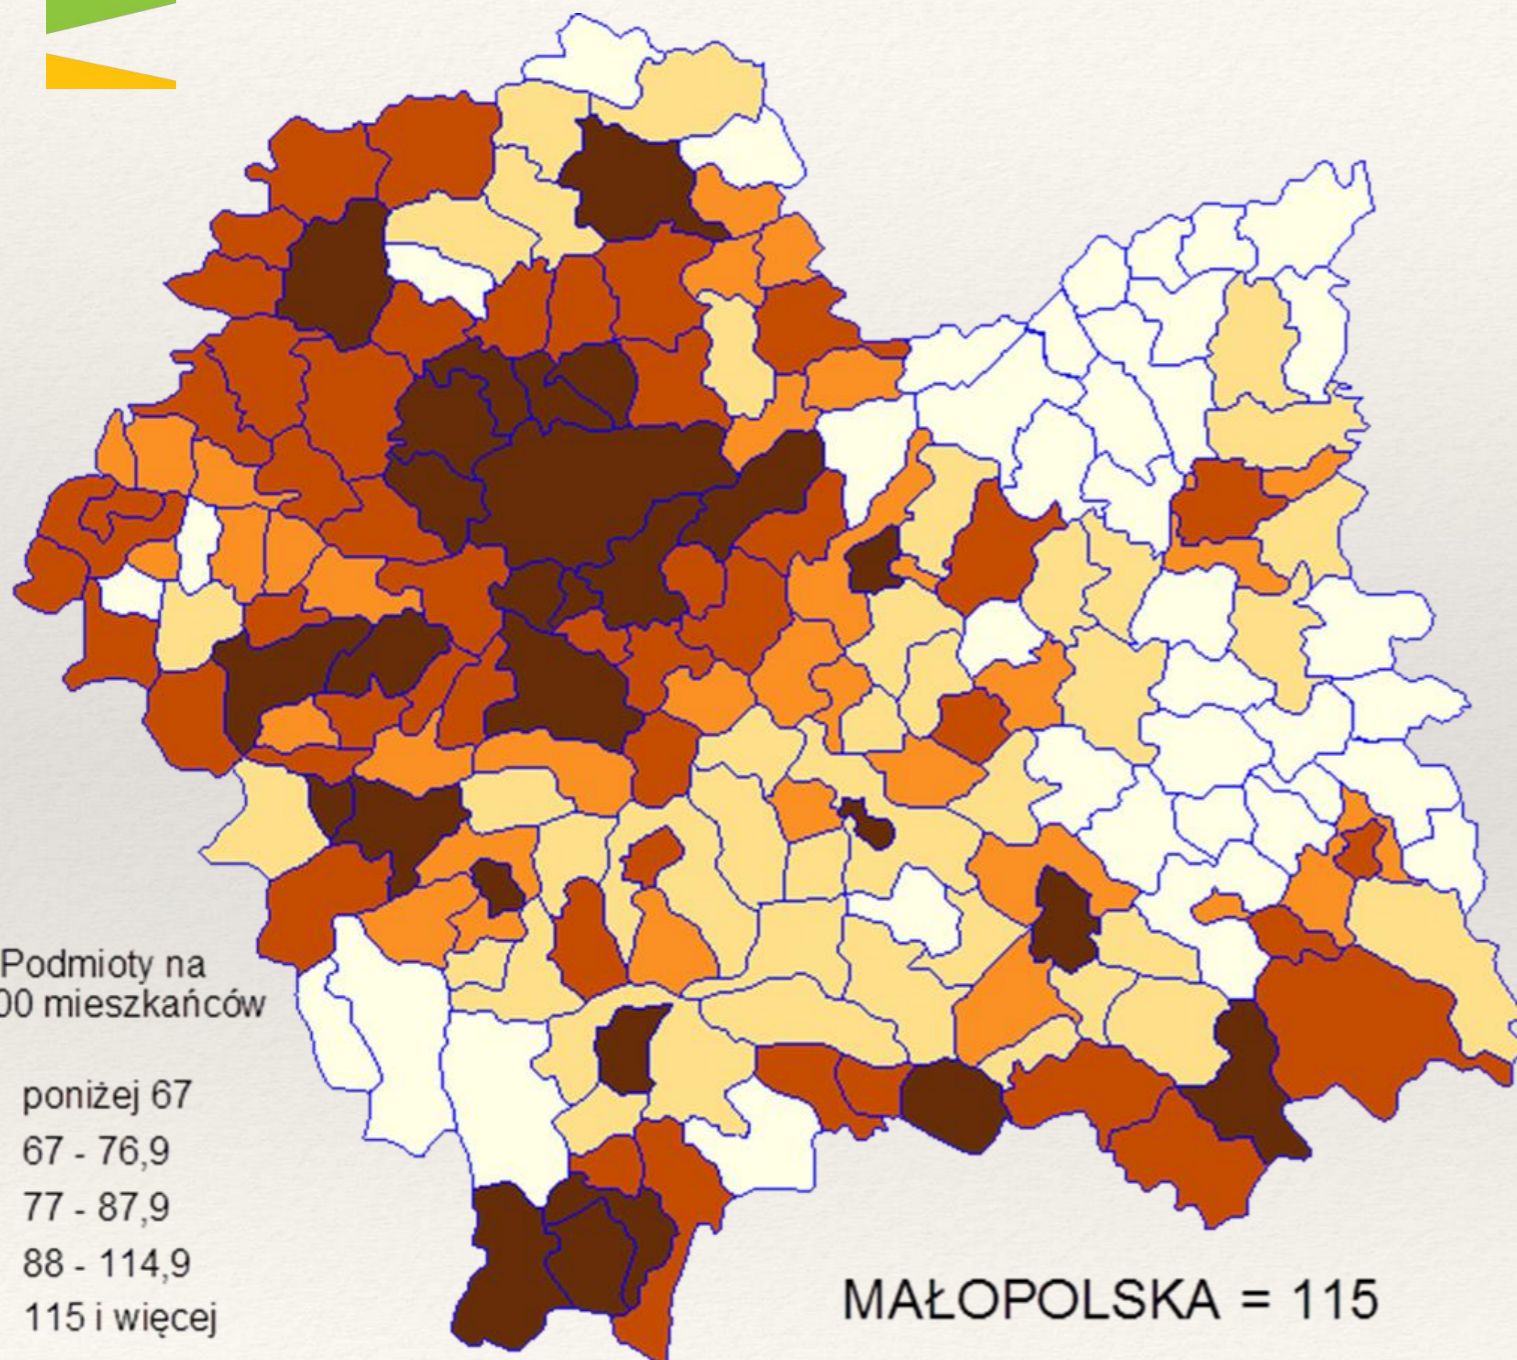 Podmioty na
00 mieszkańców
poniżej 67
67 - 76,9
77 - 87,9
88 - 114,9
115 i więcej
MAŁOPOLSKA = 115